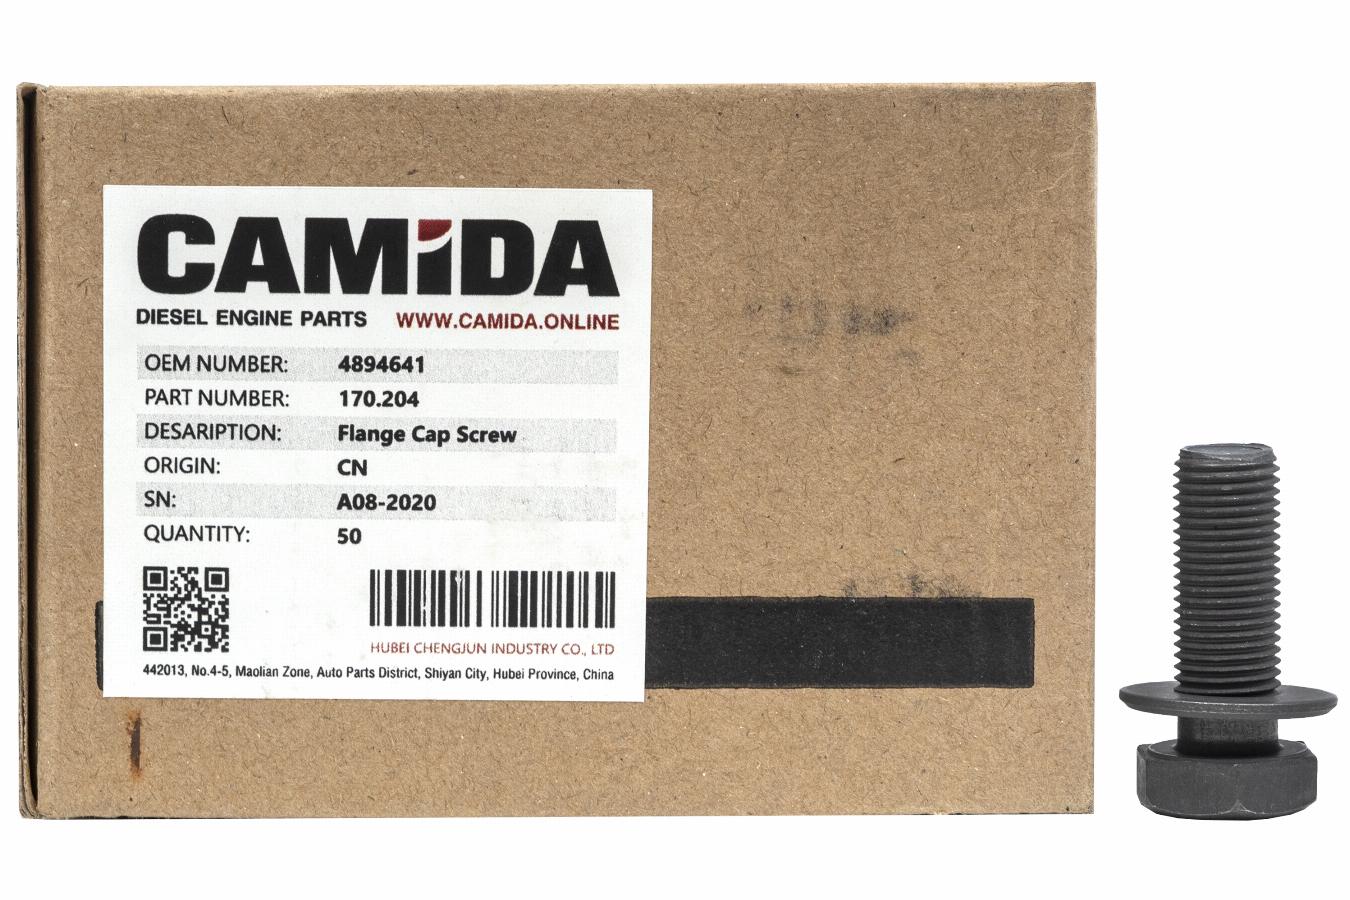 CAMiDA
DIESEL ENGINE PARTS WWW.CAMIDA.ONLINE
OEM NUMBER: 4894641
PART NUMBER: 170.204
DESARIPTION: Flange Cap Screw
ORIGIN: CN
SN: A08-2020
QUANTITY: 50
HUBEI CHENGJUN INDUSTRY CO., LTD
442013, No.4-5, Maolian Zone, Auto Parts District, Shiyan City, Hubei Province, China